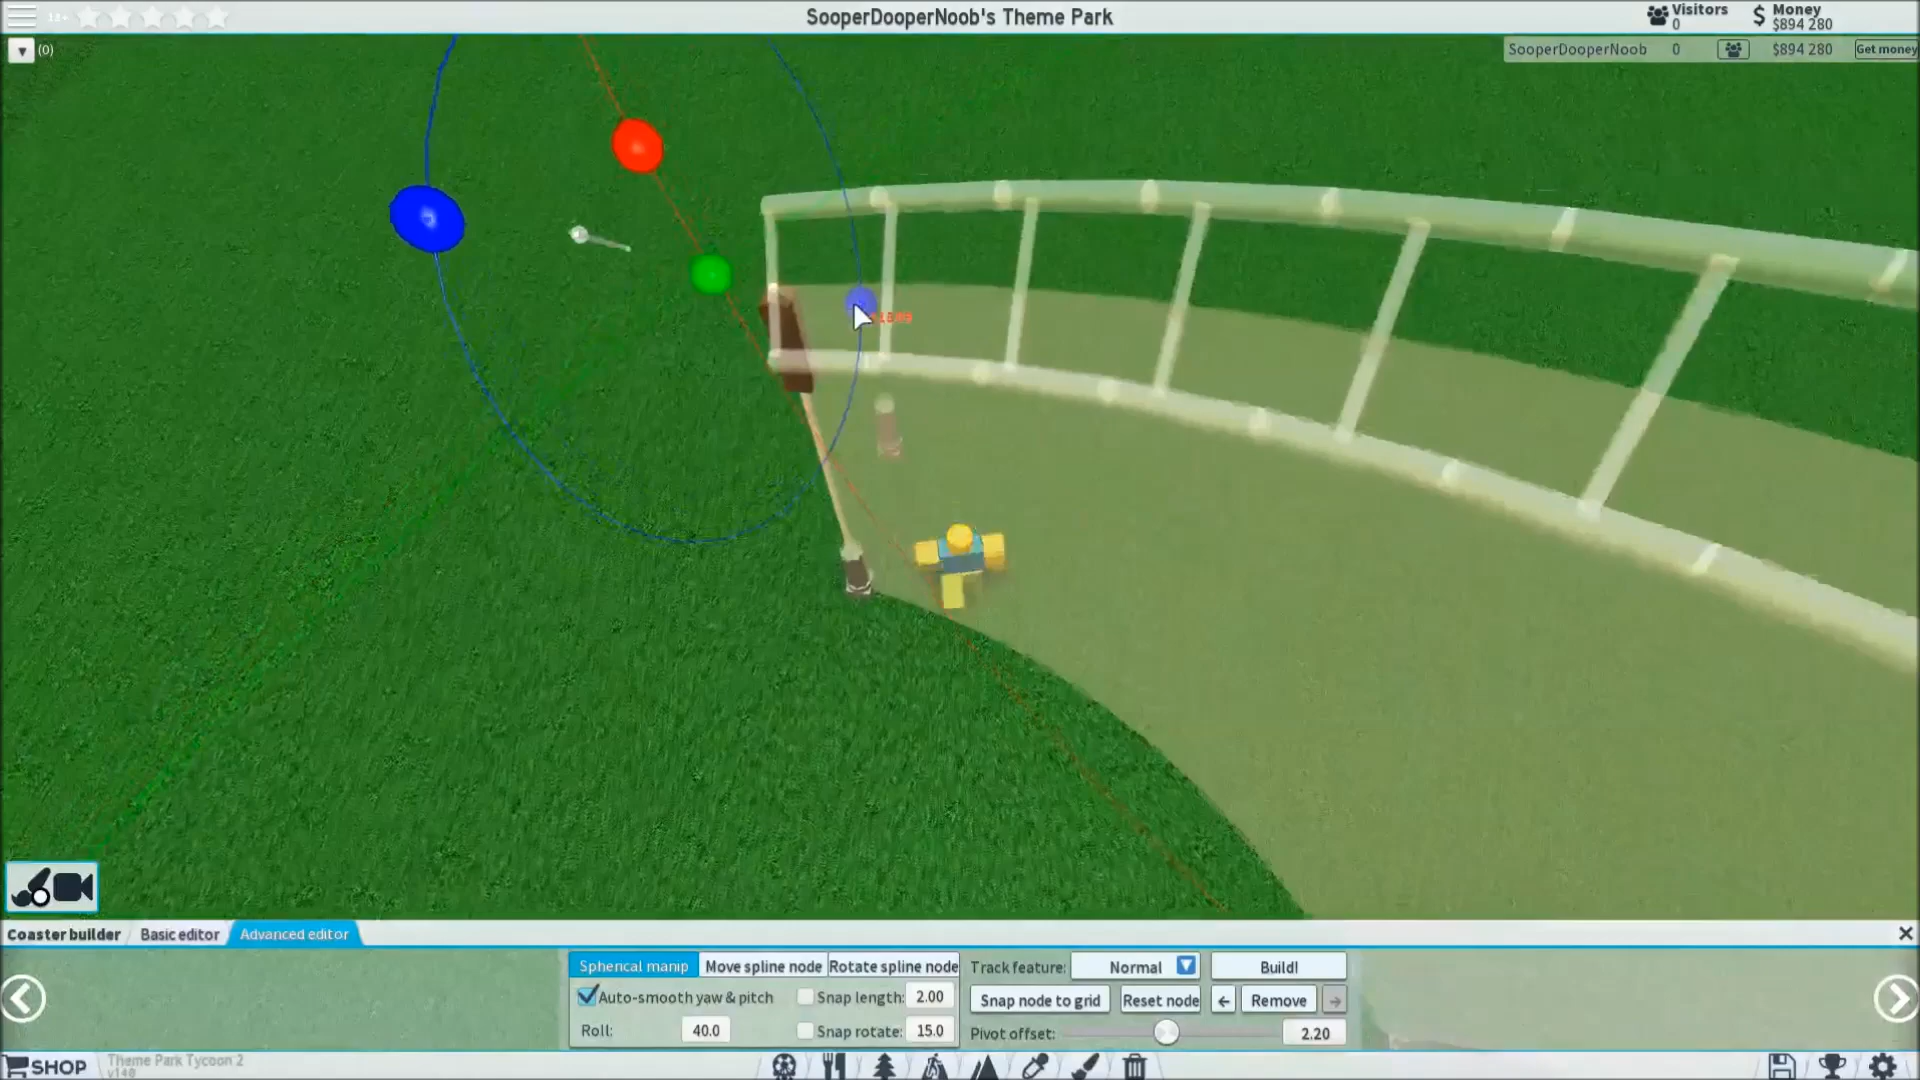 13+
SooperDooperNoob's Theme Park
Visitors
0
$ Money
$894 280
(0)
SooperDooperNoob 0 $894 280 Get money
Coaster builder Basic editor Advanced editor
Spherical manip Move spline node Rotate spline node Track feature: Normal Build!
Auto-smooth yaw & pitch Snap length: 2.00 Snap node to grid Reset node ← Remove →
Roll: 40.0 Snap rotate: 15.0 Pivot offset: 2.20
SHOP
Theme Park Tycoon 2
v148